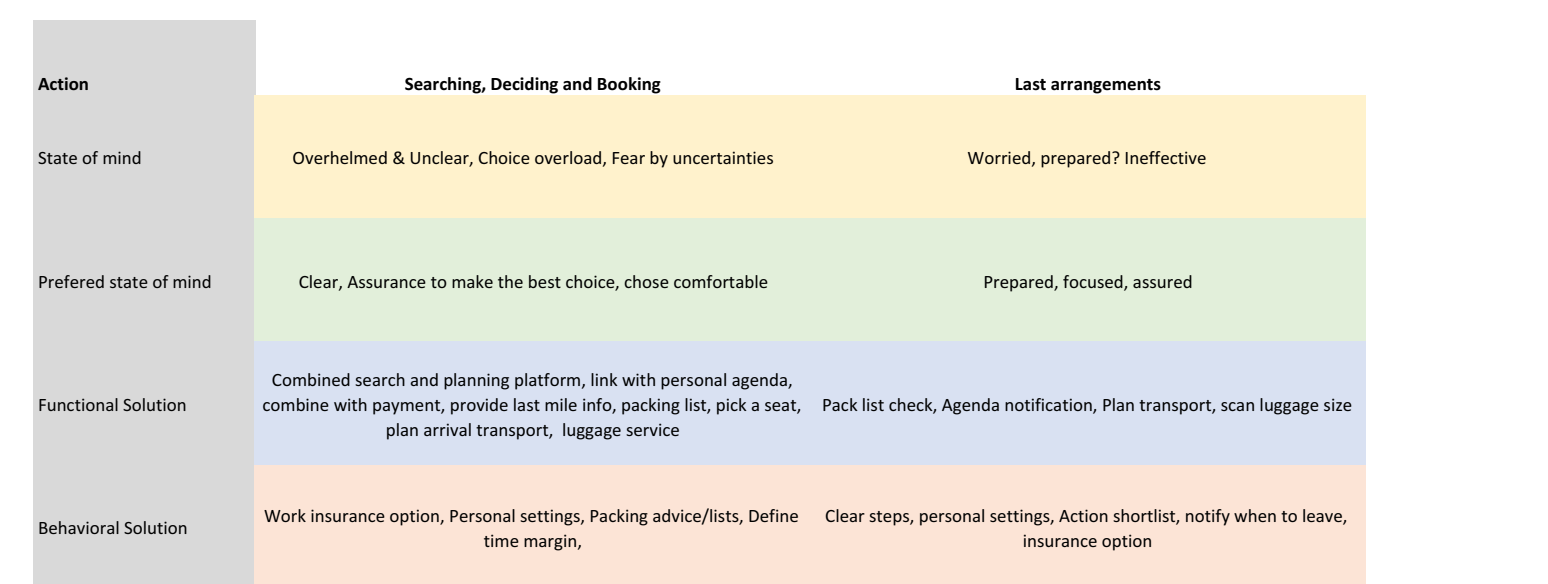 Action
Searching, Deciding and Booking
Last arrangements
State of mind
Overhelmed & Unclear, Choice overload, Fear by uncertainties
Worried, prepared? Ineffective
Prefered state of mind
Clear, Assurance to make the best choice, chose comfortable
Prepared, focused, assured
Functional Solution
Combined search and planning platform, link with personal agenda,
combine with payment, provide last mile info, packing list, pick a seat,
plan arrival transport,  luggage service
Pack list check, Agenda notification, Plan transport, scan luggage size
Behavioral Solution
Work insurance option, Personal settings, Packing advice/lists, Define
time margin,
Clear steps, personal settings, Action shortlist, notify when to leave,
insurance option